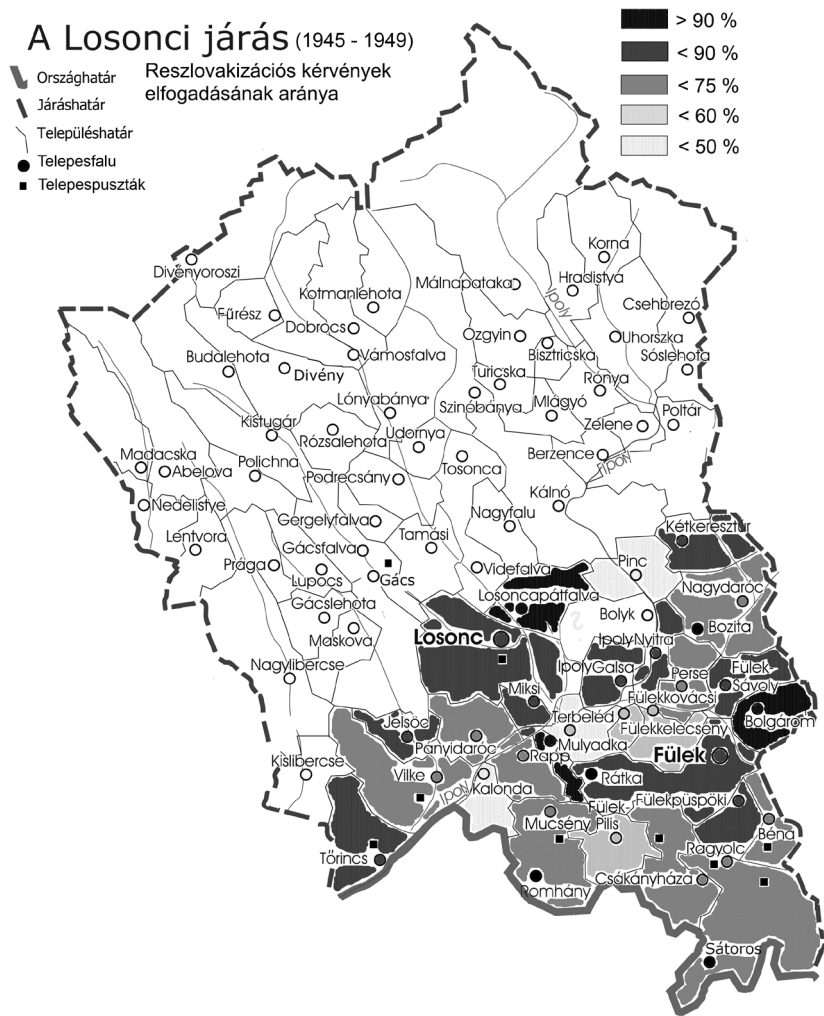 A Losonci járás (1945 - 1949)
Reszlovakizációs kérvények
elfogadásának aránya
Országhatár
Járáshatár
Településhatár
Telepesfalu
Telepespuszták
> 90 %
< 90 %
< 75 %
< 60 %
< 50 %
Korna
Divényoroszi
Hradistya
Málnapataka
Kotmanlehota
Ipoly
Csehbrezó
Fűrész
Dobrocs
Ozgyin
Uhorszka
Bisztricska
Vámosfalva
Sóslehota
Budalehota
Divény
Turicska
Rónya
Lónyabánya
Szinóbánya
Mlágyó
Poltár
Kistugár
Zelene
Rózsalehota
Udornya
Madacska
Berzence
Abelova
Polichna
Podrecsány
Tosonca
Ipoly
Kálnó
Nedelistye
Nagyfalu
Gergelyfalva
Kétkeresztúr
Lentvora
Tamási
Gácsfalva
Prága
Lupocs
Gács
Videfalva
Pinc
Nagydaróc
Losoncapátfalva
Gácslehota
Bolyk
Bozita
Maskova
Losonc
IpolyNyitra
Nagylibercse
IpolyGalsa
Perse
Fülek-
Sávoly
Miksi
Fülekkovácsi
Jelsőc
Terbeléd
Bolgárom
Fülekkelecsény
Panyidaróc
Mulyadka
Rapp
Fülek
Kislibercse
Vilke
Kalonda
Rátka
Ipoly
Fülek-
Pilis
Fülekpüspöki
Mucsény
Béna
Ragyolc
Tőrincs
Csákányháza
Romhány
Sátoros